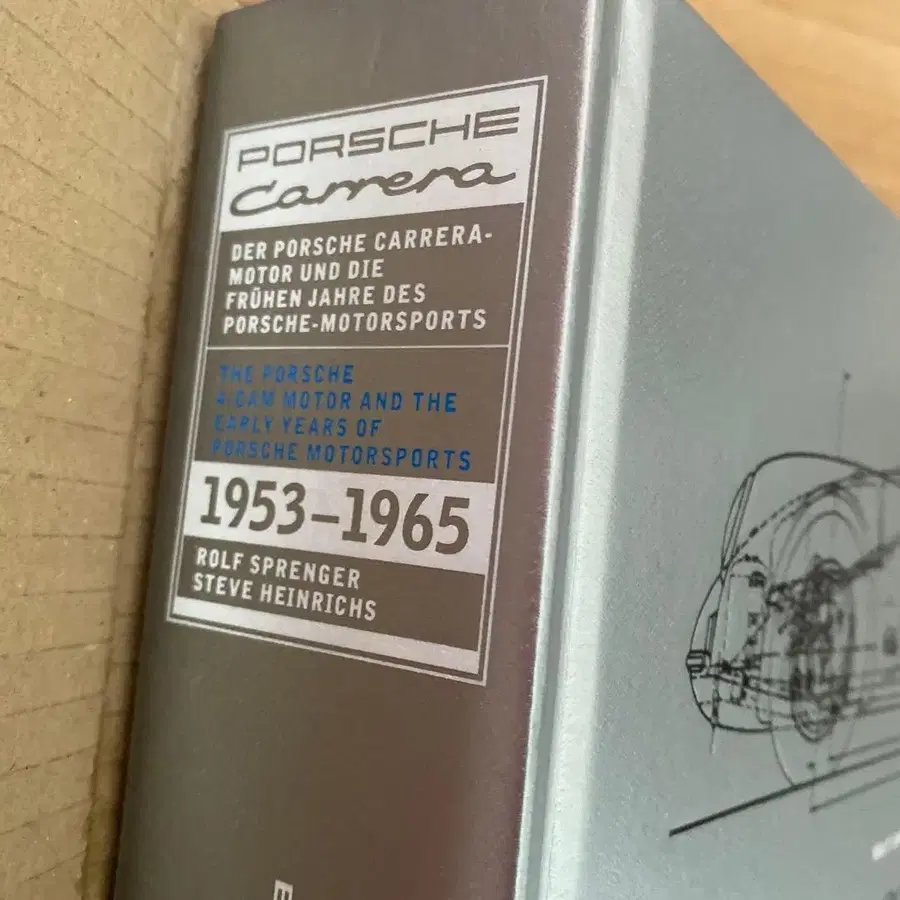 PORSCHE
Carrera
DER PORSCHE CARRERA-
MOTOR UND DIE
FRÜHEN JAHRE DES
PORSCHE-MOTORSPORTS
THE PORSCHE
4-CAM MOTOR AND THE
EARLY YEARS OF
PORSCHE MOTORSPORTS
1953–1965
ROLF SPRENGER
STEVE HEINRICHS